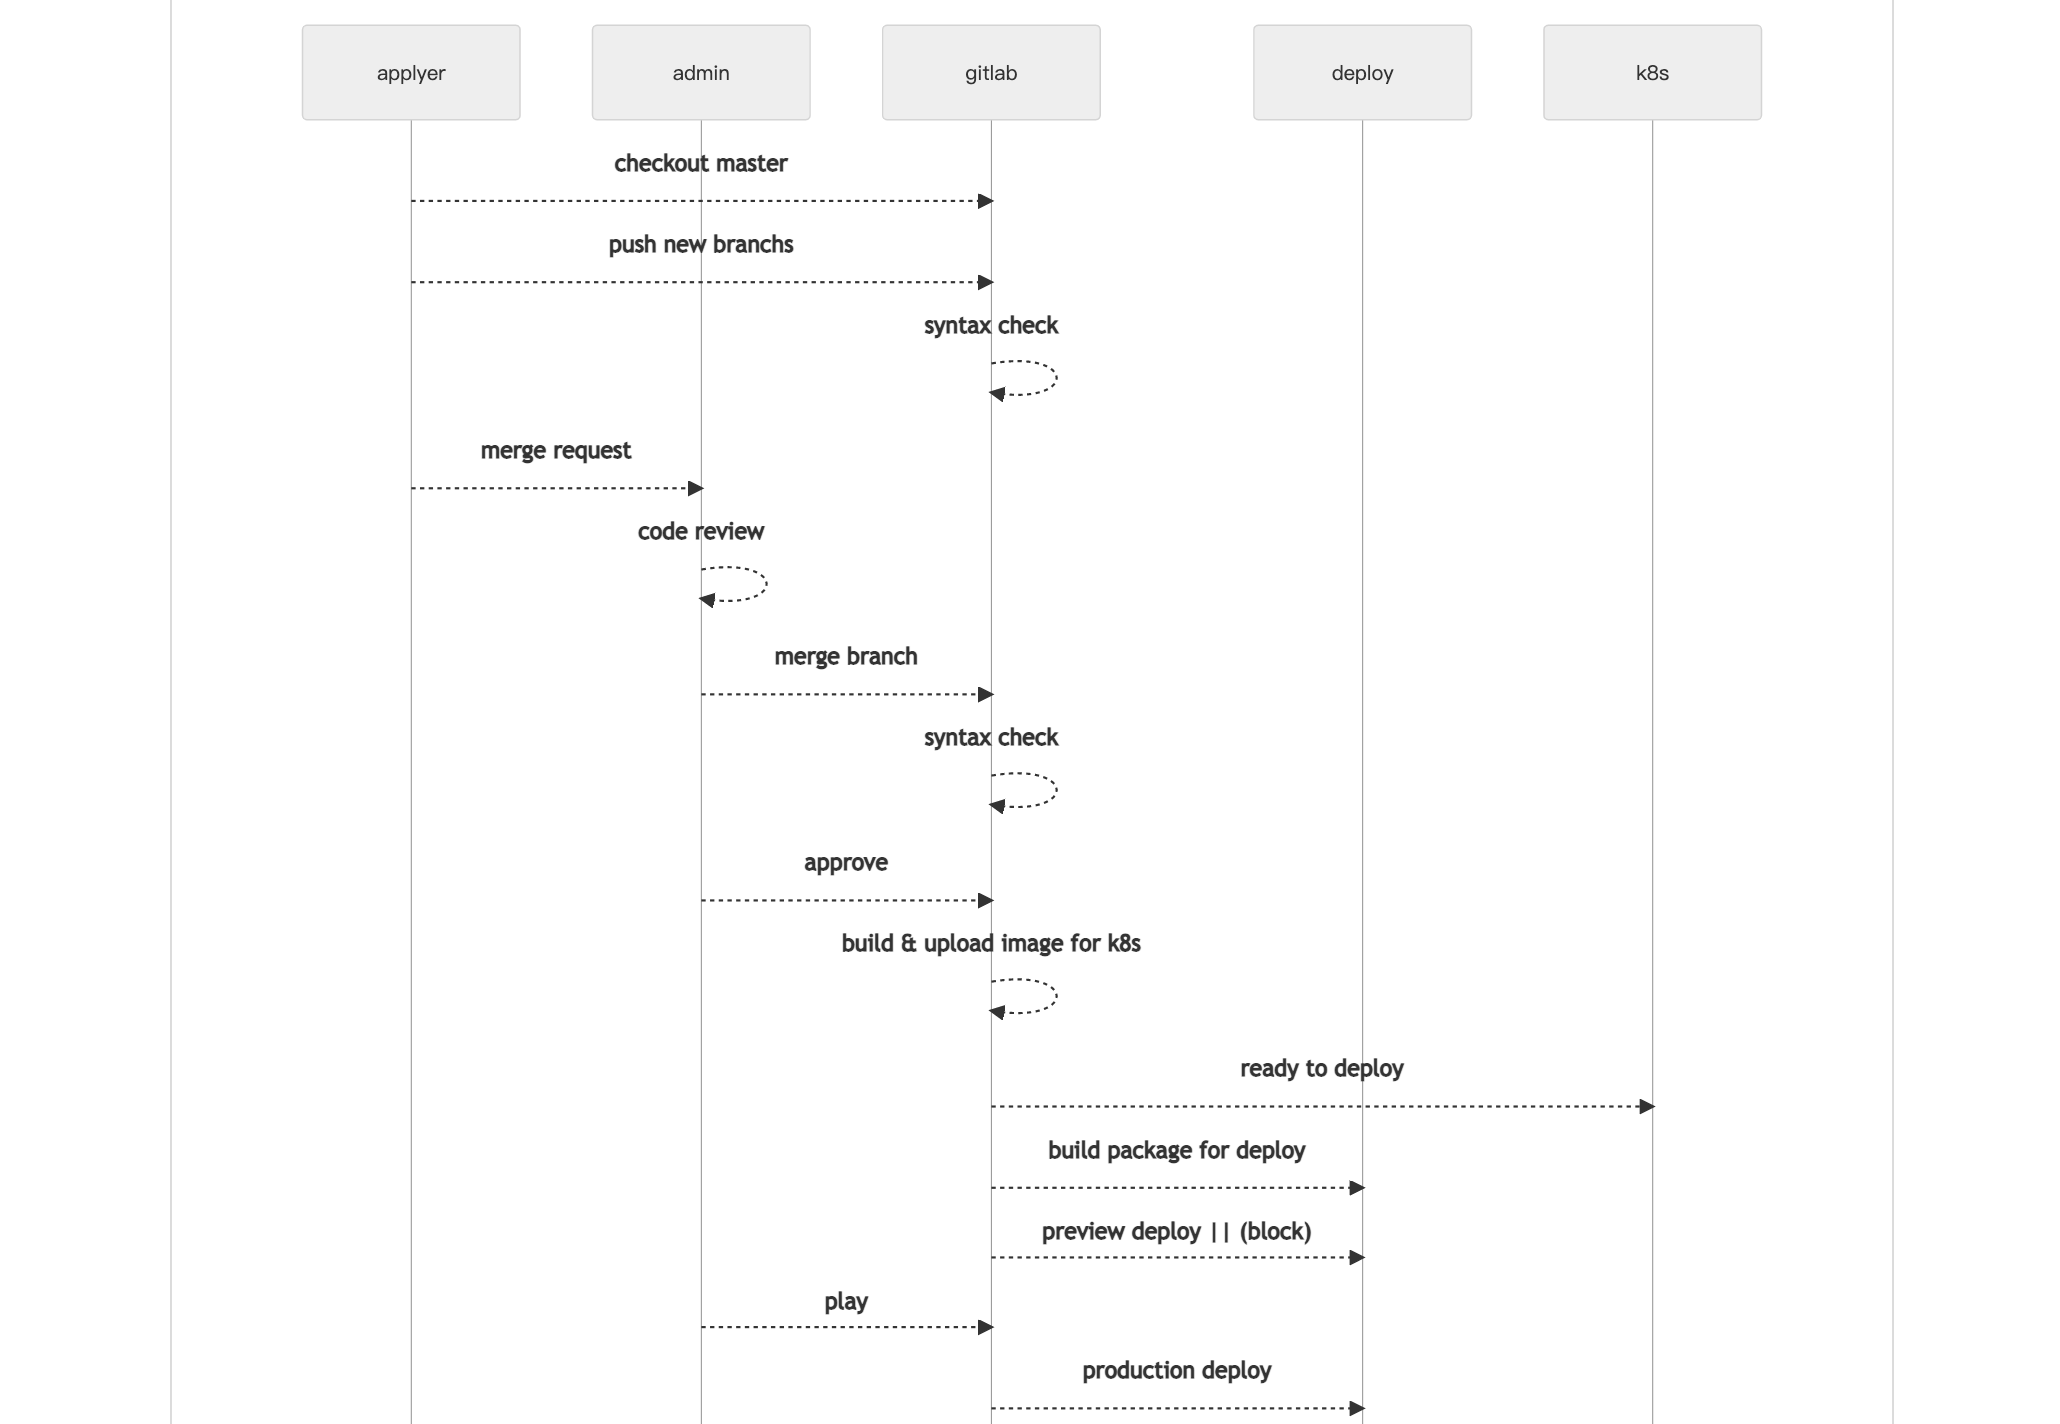 applyer
admin
gitlab
deploy
k8s
checkout master
push new branchs
syntax check
merge request
code review
merge branch
syntax check
approve
build & upload image for k8s
ready to deploy
build package for deploy
preview deploy || (block)
play
production deploy